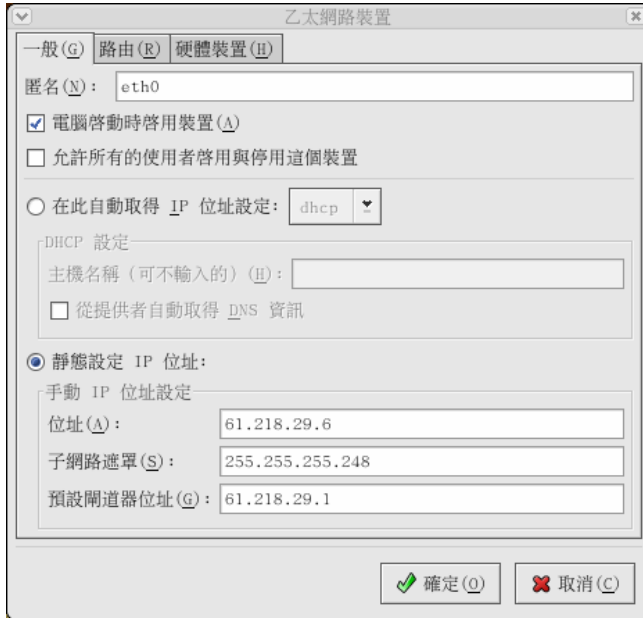 乙太網路裝置
一般(G) 路由(R) 硬體裝置(H)
匿名(N): eth0
電腦啓動時啓用裝置(A)
允許所有的使用者啓用與停用這個裝置
在此自動取得 IP 位址設定: dhcp
DHCP 設定
主機名稱 (可不輸入的) (H):
從提供者自動取得 DNS 資訊
靜態設定 IP 位址:
手動 IP 位址設定
位址(A): 61.218.29.6
子網路遮罩(S): 255.255.255.248
預設閘道器位址(G): 61.218.29.1
確定(O) 取消(C)